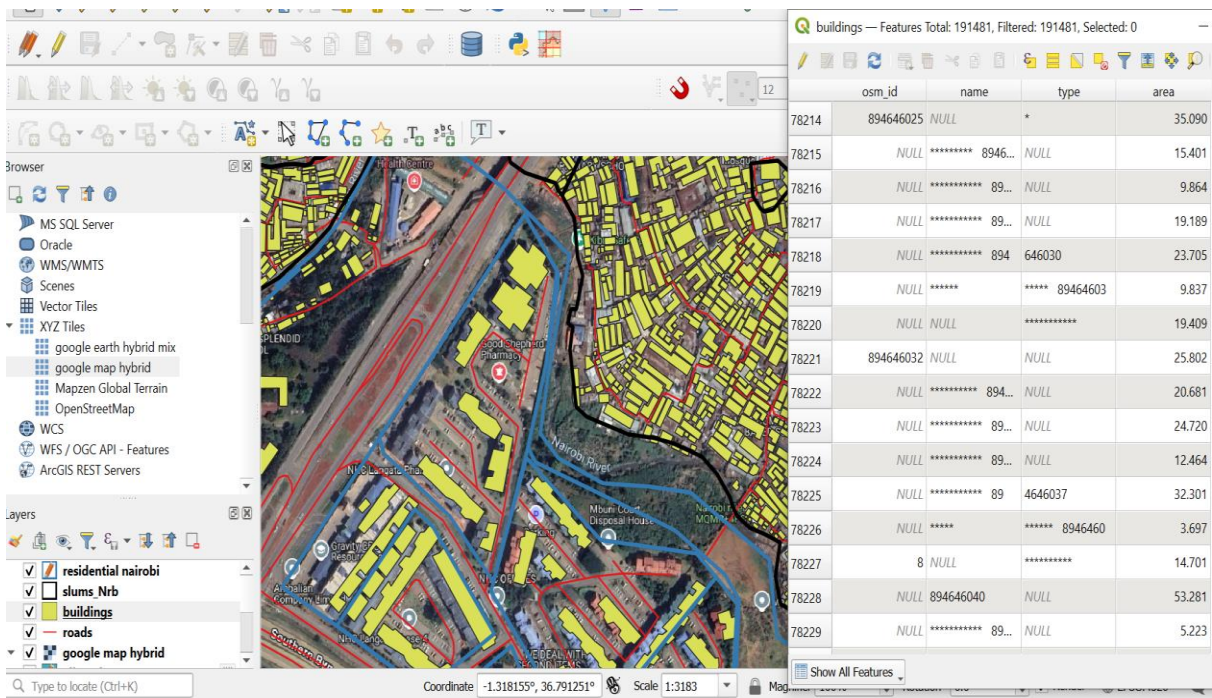 12
T
abc
T
Browser
MS SQL Server
Oracle
WMS/WMTS
Scenes
Vector Tiles
XYZ Tiles
google earth hybrid mix
google map hybrid
Mapzen Global Terrain
OpenStreetMap
WCS
WFS / OGC API - Features
ArcGIS REST Servers
Layers
residential nairobi
slums_Nrb
buildings
roads
google map hybrid
Health Centre
SPLENDID
Good Shepherd
Pharmacy
Nairobi River
Mbuni Court
Disposal House
Southern
Type to locate (Ctrl+K)
Coordinate -1.318155°, 36.791251°
Scale 1:3183
buildings — Features Total: 191481, Filtered: 191481, Selected: 0
osm_id name type area
78214 894646025 NULL * 35.090
78215 NULL ********* 8946... NULL 15.401
78216 NULL *********** 89... NULL 9.864
78217 NULL *********** 89... NULL 19.189
78218 NULL *********** 894 646030 23.705
78219 NULL ****** ***** 89464603 9.837
78220 NULL NULL *********** 19.409
78221 894646032 NULL NULL 25.802
78222 NULL ********** 894... NULL 20.681
78223 NULL *********** 89... NULL 24.720
78224 NULL *********** 89... NULL 12.464
78225 NULL *********** 89 4646037 32.301
78226 NULL ***** ****** 8946460 3.697
78227 8 NULL ********* 14.701
78228 NULL 894646040 NULL 53.281
78229 NULL *********** 89... NULL 5.223
Show All Features